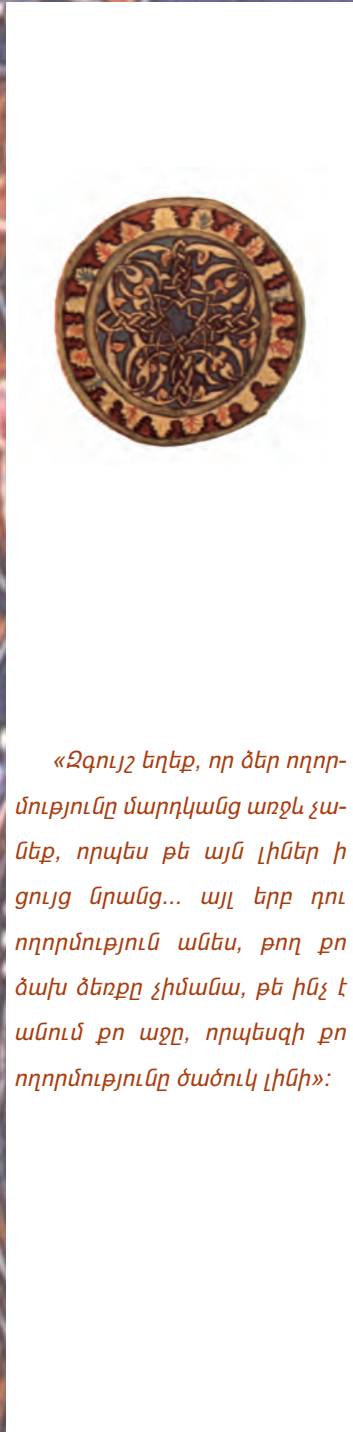 «Զգույշ եղեք, որ ձեր ողոր-
մությունը մարդկանց առջև չա-
նեք, որպես թե այն լիներ ի
ցույց նրանց... այլ երբ դու
ողորմություն անես, թող քո
ձախ ձեռքը չիմանա, թե ինչ է
անում քո աջը, որպեսզի քո
ողորմությունը ծածուկ լինի»: